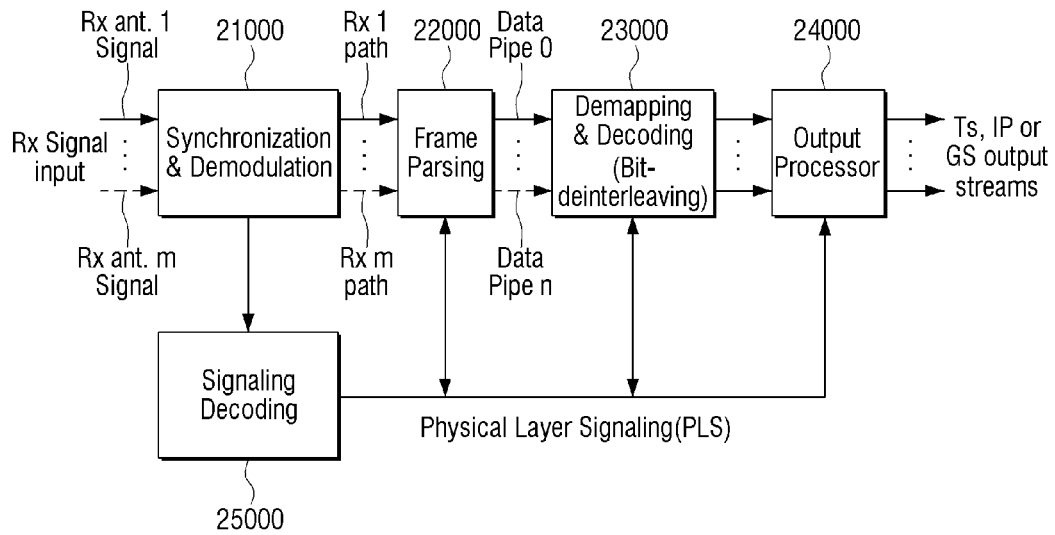 Rx ant. 1
Signal
21000
Rx 1
path
22000
Data
Pipe 0
23000
24000
Rx Signal
input
Synchronization
& Demodulation
Frame
Parsing
Demapping
& Decoding
(Bit-
deinterleaving)
Output
Processor
Ts, IP or
GS output
streams
Rx ant. m
Signal
Rx m
path
Data
Pipe n
Signaling
Decoding
Physical Layer Signaling(PLS)
25000